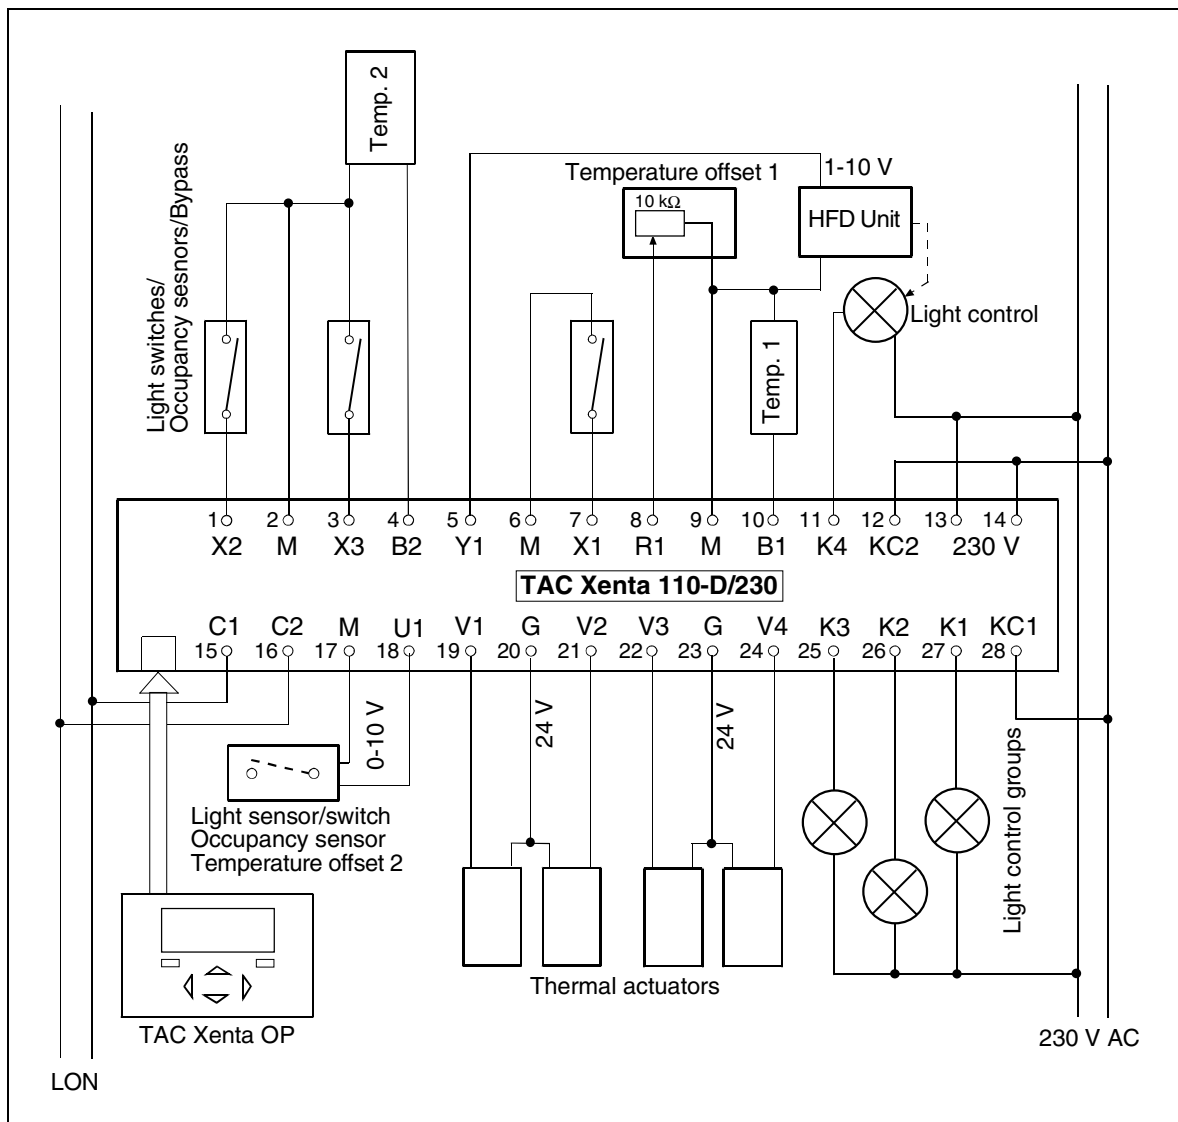 Temp. 2
Light switches/
Occupancy sesnors/Bypass
Temperature offset 1
10 kΩ
1-10 V
HFD Unit
Light control
Temp. 1
1 2 3 4 5 6 7 8 9 10 11 12 13 14
X2 M X3 B2 Y1 M X1 R1 M B1 K4 KC2 230 V
TAC Xenta 110-D/230
C1 C2 M U1 V1 G V2 V3 G V4 K3 K2 K1 KC1
15 16 17 18 19 20 21 22 23 24 25 26 27 28
0-10 V
24 V
24 V
Light sensor/switch
Occupancy sensor
Temperature offset 2
Light control groups
Thermal actuators
TAC Xenta OP
230 V AC
LON